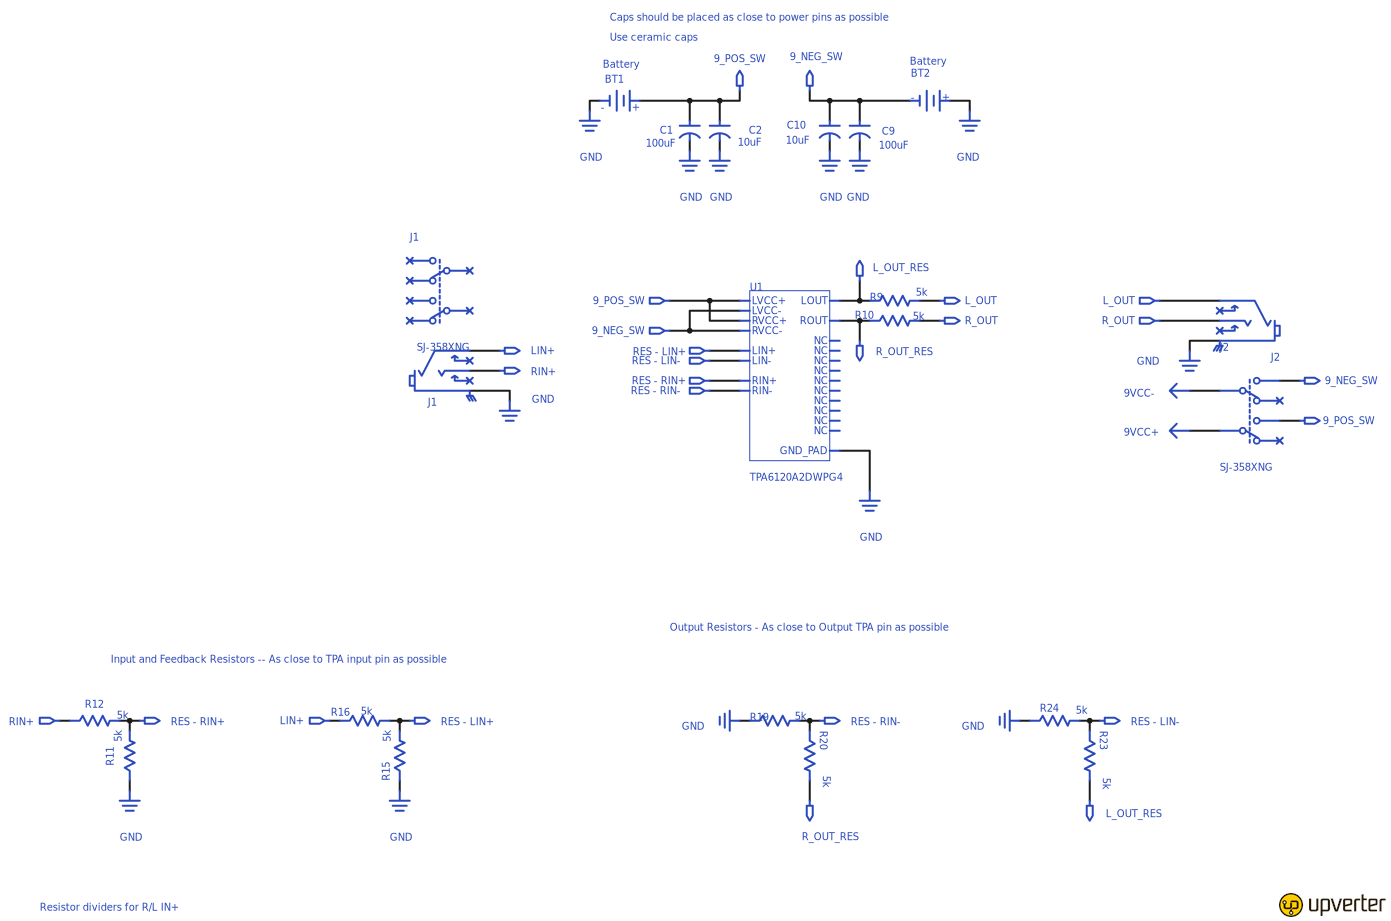 Caps should be placed as close to power pins as possible
Use ceramic caps
9_POS_SW
9_NEG_SW
Battery
BT1
Battery
BT2
-
+
-
+
C1
100uF
C2
10uF
C10
10uF
C9
100uF
GND
GND
GND
GND
GND
GND
J1
SJ-358XNG
LIN+
RIN+
GND
J1
U1
9_POS_SW
9_NEG_SW
RES - LIN+
RES - LIN-
RES - RIN+
RES - RIN-
LVCC+
LVCC-
RVCC+
RVCC-
LIN+
LIN-
RIN+
RIN-
LOUT
ROUT
NC
NC
NC
NC
NC
NC
NC
NC
NC
NC
GND_PAD
TPA6120A2DWPG4
GND
L_OUT_RES
R9
5k
L_OUT
R10
5k
R_OUT
R_OUT_RES
L_OUT
R_OUT
GND
J2
J2
9VCC-
9VCC+
9_NEG_SW
9_POS_SW
SJ-358XNG
Output Resistors - As close to Output TPA pin as possible
Input and Feedback Resistors -- As close to TPA input pin as possible
RIN+
R12
5k
RES - RIN+
R11
5k
GND
LIN+
R16
5k
RES - LIN+
R15
5k
GND
GND
R19
5k
RES - RIN-
R20
5k
R_OUT_RES
GND
R24
5k
RES - LIN-
R23
5k
L_OUT_RES
Resistor dividers for R/L IN+
upverter